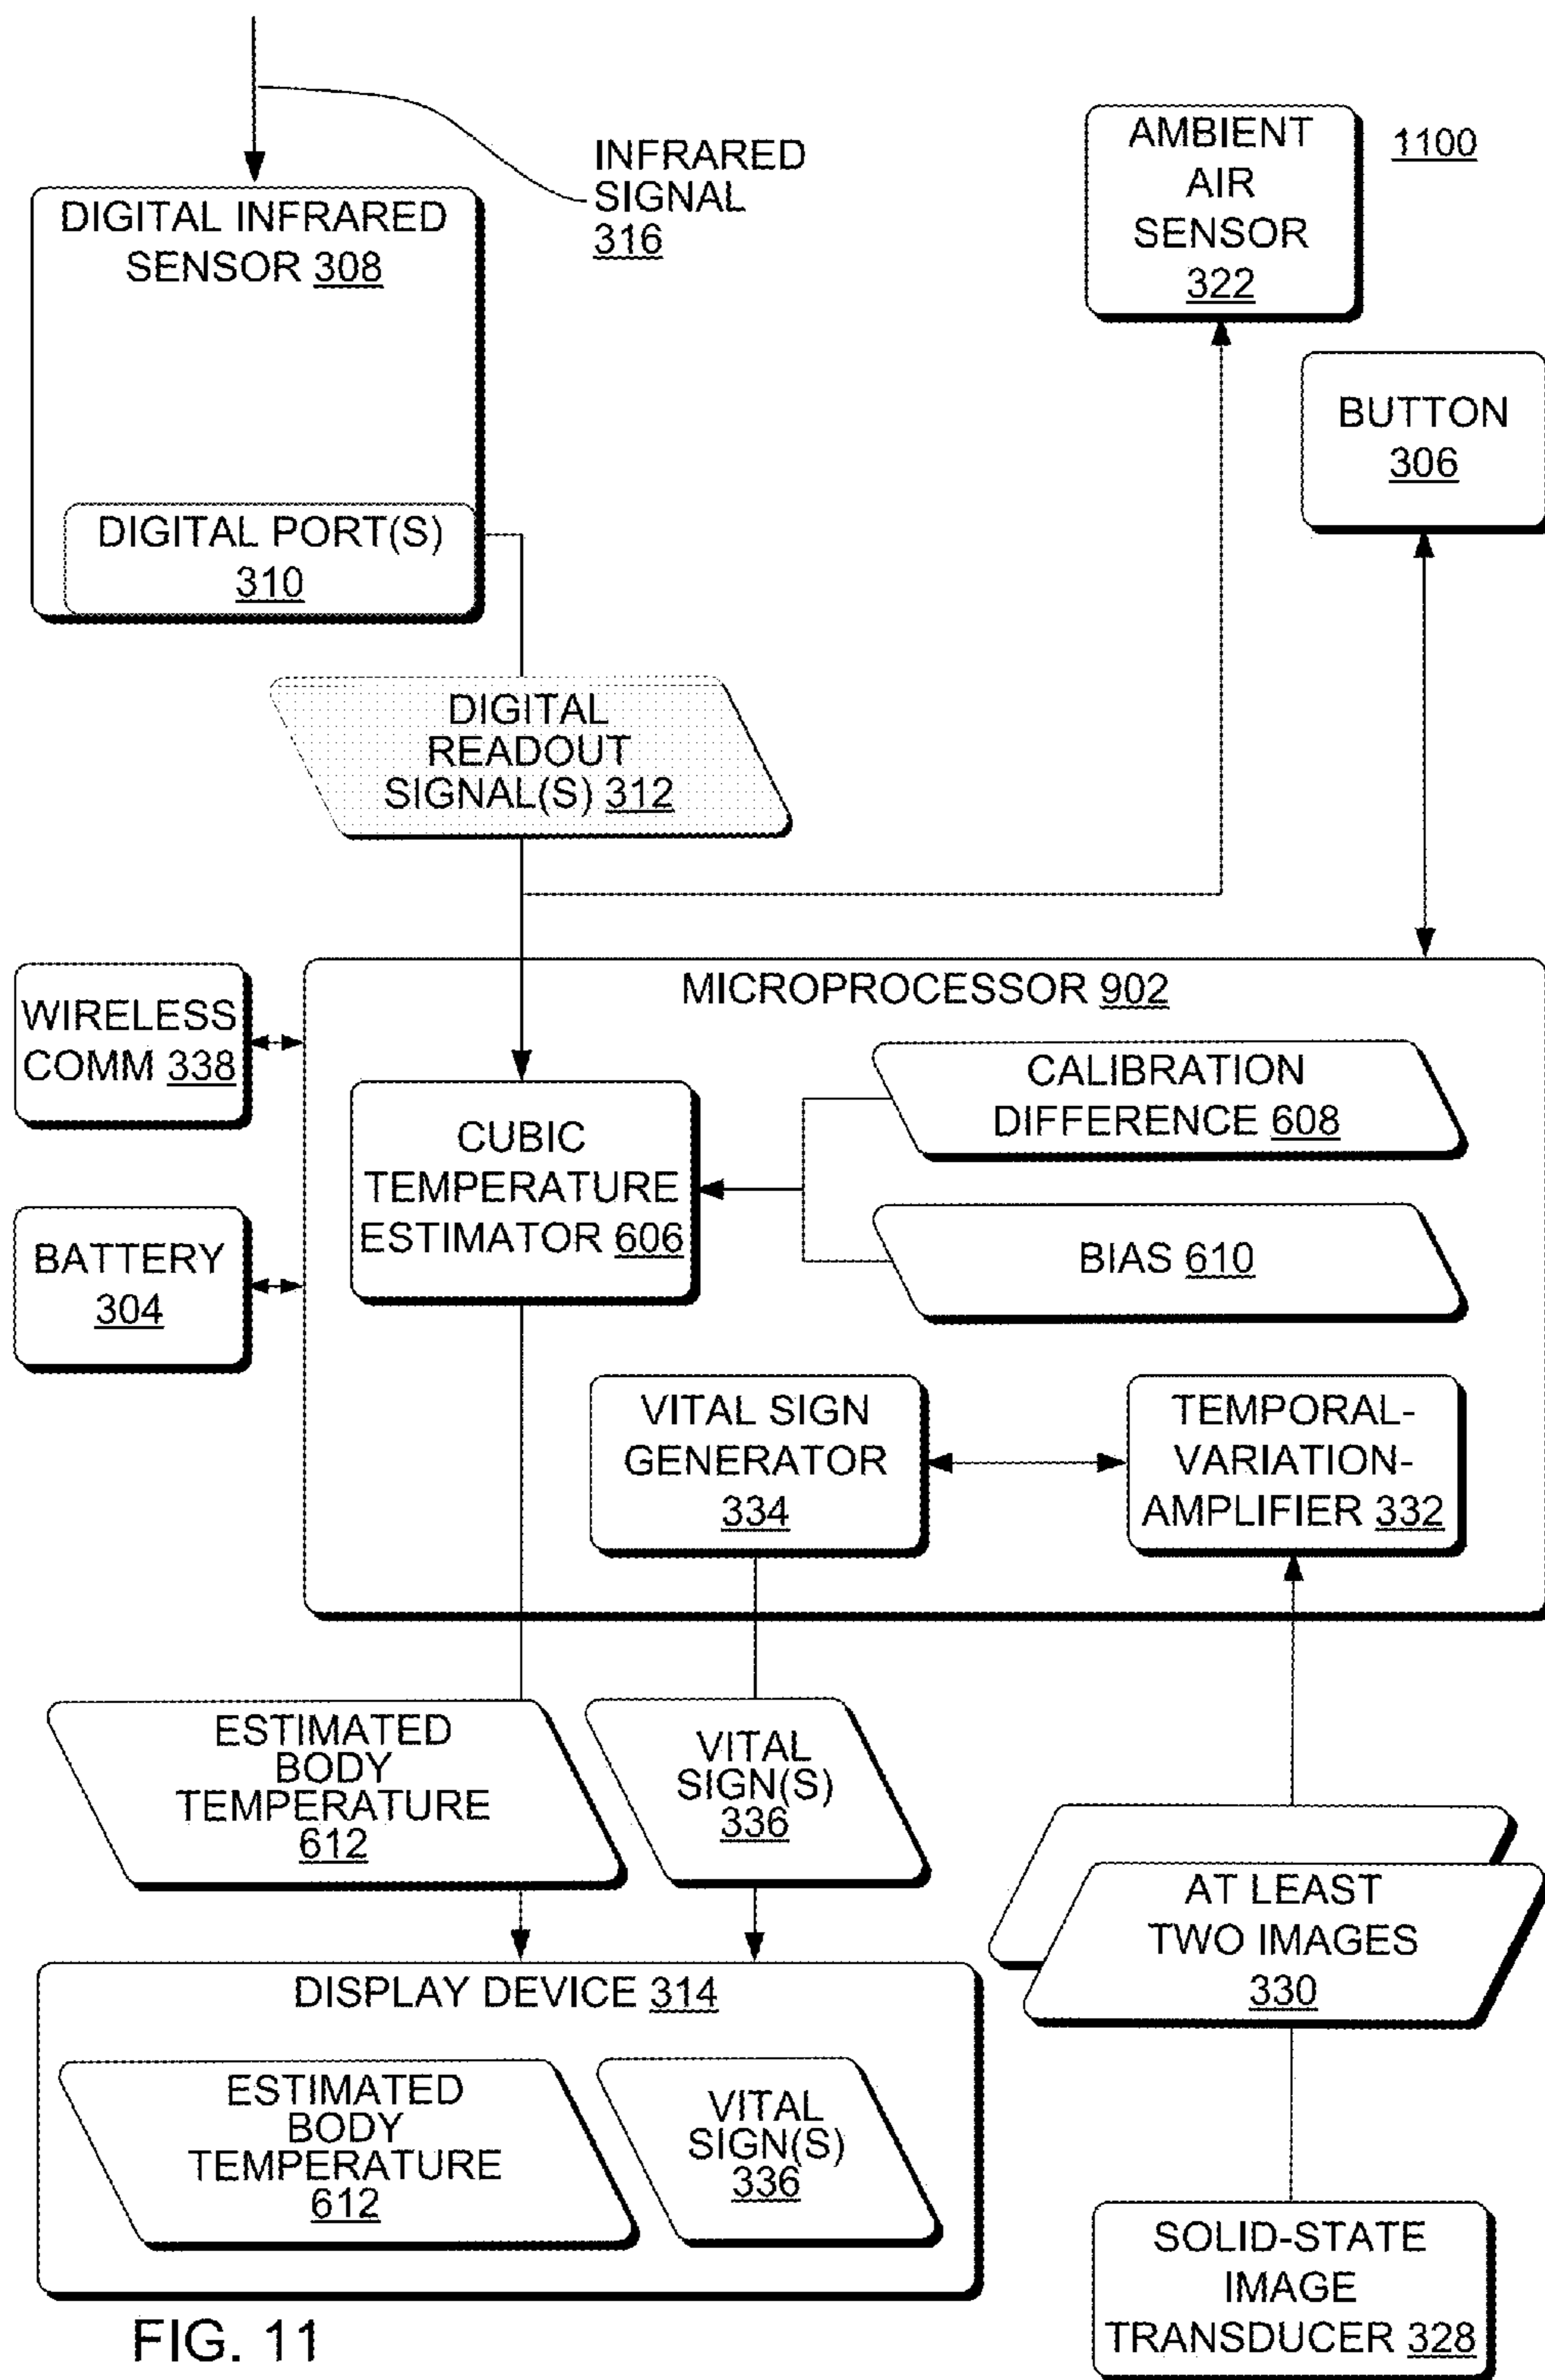 INFRARED
SIGNAL
316
AMBIENT
AIR
SENSOR
322
1100
DIGITAL INFRARED
SENSOR 308
BUTTON
306
DIGITAL PORT(S)
310
DIGITAL
READOUT
SIGNAL(S) 312
MICROPROCESSOR 902
WIRELESS
COMM 338
CALIBRATION
DIFFERENCE 608
CUBIC
TEMPERATURE
ESTIMATOR 606
BATTERY
304
BIAS 610
VITAL SIGN
GENERATOR
334
TEMPORAL-
VARIATION-
AMPLIFIER 332
ESTIMATED
BODY
TEMPERATURE
612
VITAL
SIGN(S)
336
AT LEAST
TWO IMAGES
330
DISPLAY DEVICE 314
ESTIMATED
BODY
TEMPERATURE
612
VITAL
SIGN(S)
336
SOLID-STATE
IMAGE
TRANSDUCER 328
FIG. 11